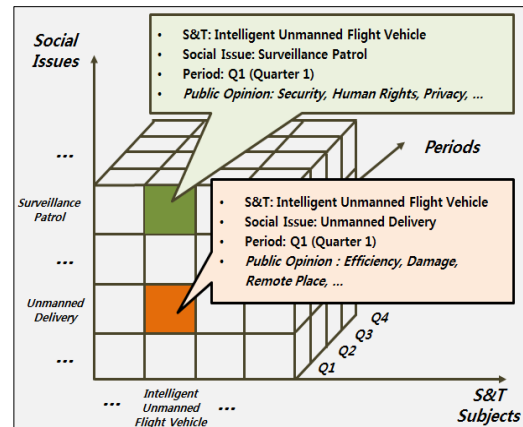 Social
Issues
• S&T: Intelligent Unmanned Flight Vehicle
• Social Issue: Surveillance Patrol
• Period: Q1 (Quarter 1)
• Public Opinion: Security, Human Rights, Privacy, ...
...
Periods
Surveillance
Patrol
• S&T: Intelligent Unmanned Flight Vehicle
• Social Issue: Unmanned Delivery
• Period: Q1 (Quarter 1)
• Public Opinion : Efficiency, Damage,
Remote Place, ...
...
Unmanned
Delivery
...
Q4
Q3
Q2
Q1
... Intelligent ...
Unmanned
Flight Vehicle
S&T
Subjects